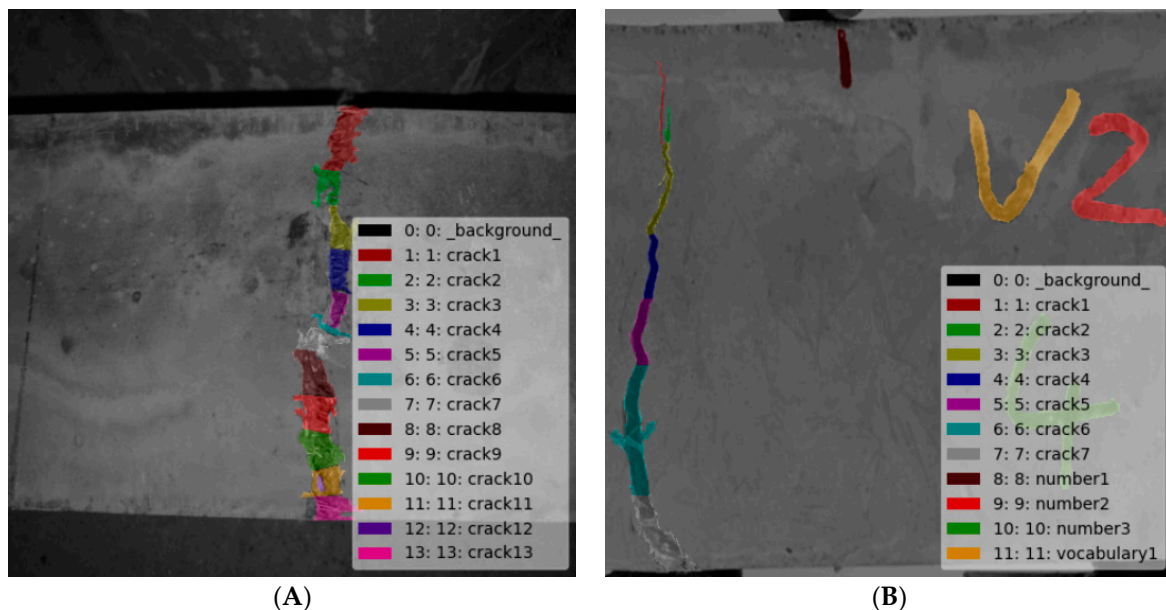 0: 0: _background_
1: 1: crack1
2: 2: crack2
3: 3: crack3
4: 4: crack4
5: 5: crack5
6: 6: crack6
7: 7: crack7
8: 8: crack8
9: 9: crack9
10: 10: crack10
11: 11: crack11
12: 12: crack12
13: 13: crack13
(A)
V2
4
0: 0: _background_
1: 1: crack1
2: 2: crack2
3: 3: crack3
4: 4: crack4
5: 5: crack5
6: 6: crack6
7: 7: crack7
8: 8: number1
9: 9: number2
10: 10: number3
11: 11: vocabulary1
(B)